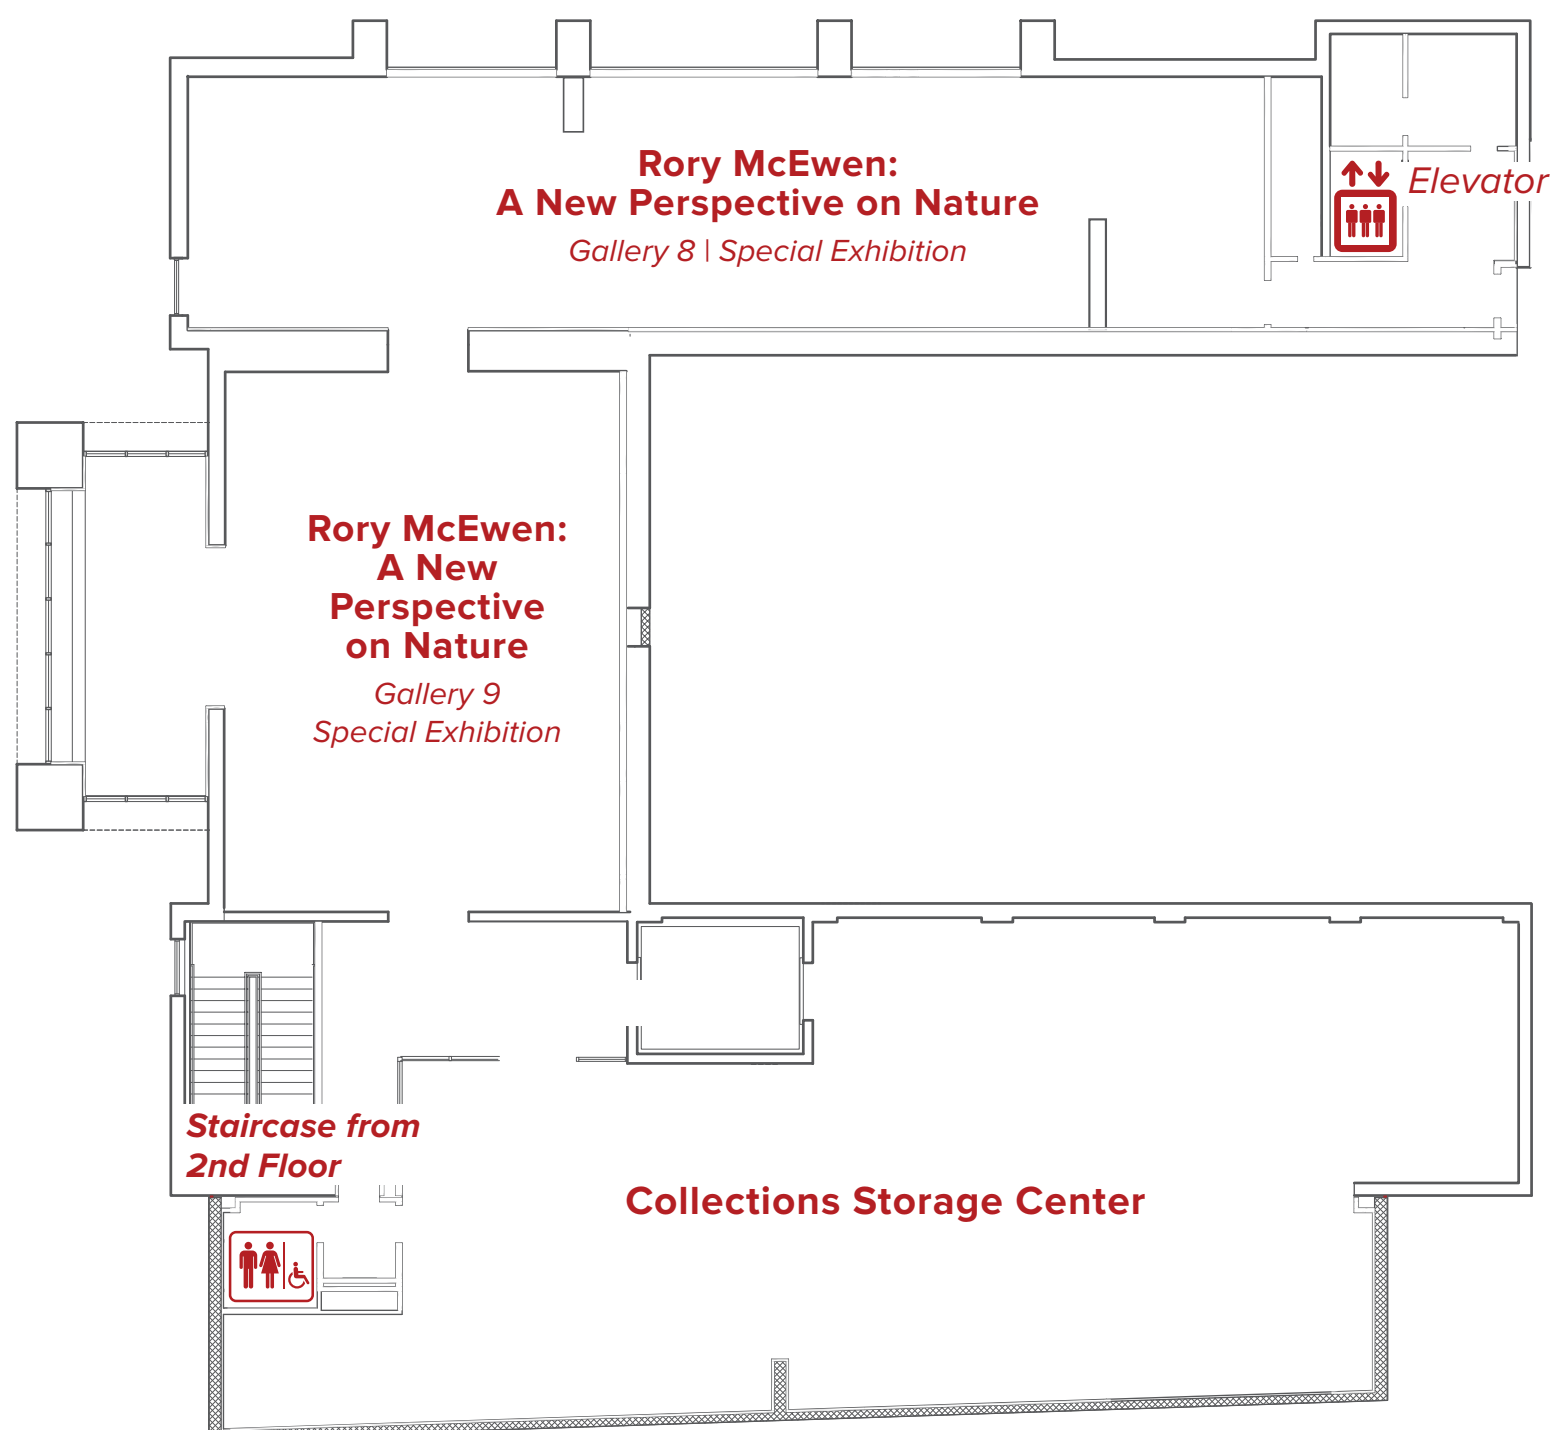 Rory McEwen:
A New Perspective on Nature
Gallery 8 | Special Exhibition
Elevator
Rory McEwen:
A New
Perspective
on Nature
Gallery 9
Special Exhibition
Staircase from
2nd Floor
Collections Storage Center